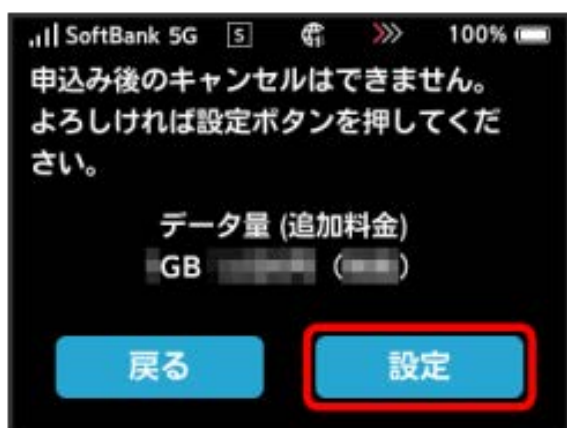 SoftBank 5G S 100%
申込み後のキャンセルはできません。
よろしければ設定ボタンを押してくだ
さい。
データ量 (追加料金)
GB ( )
戻る 設定